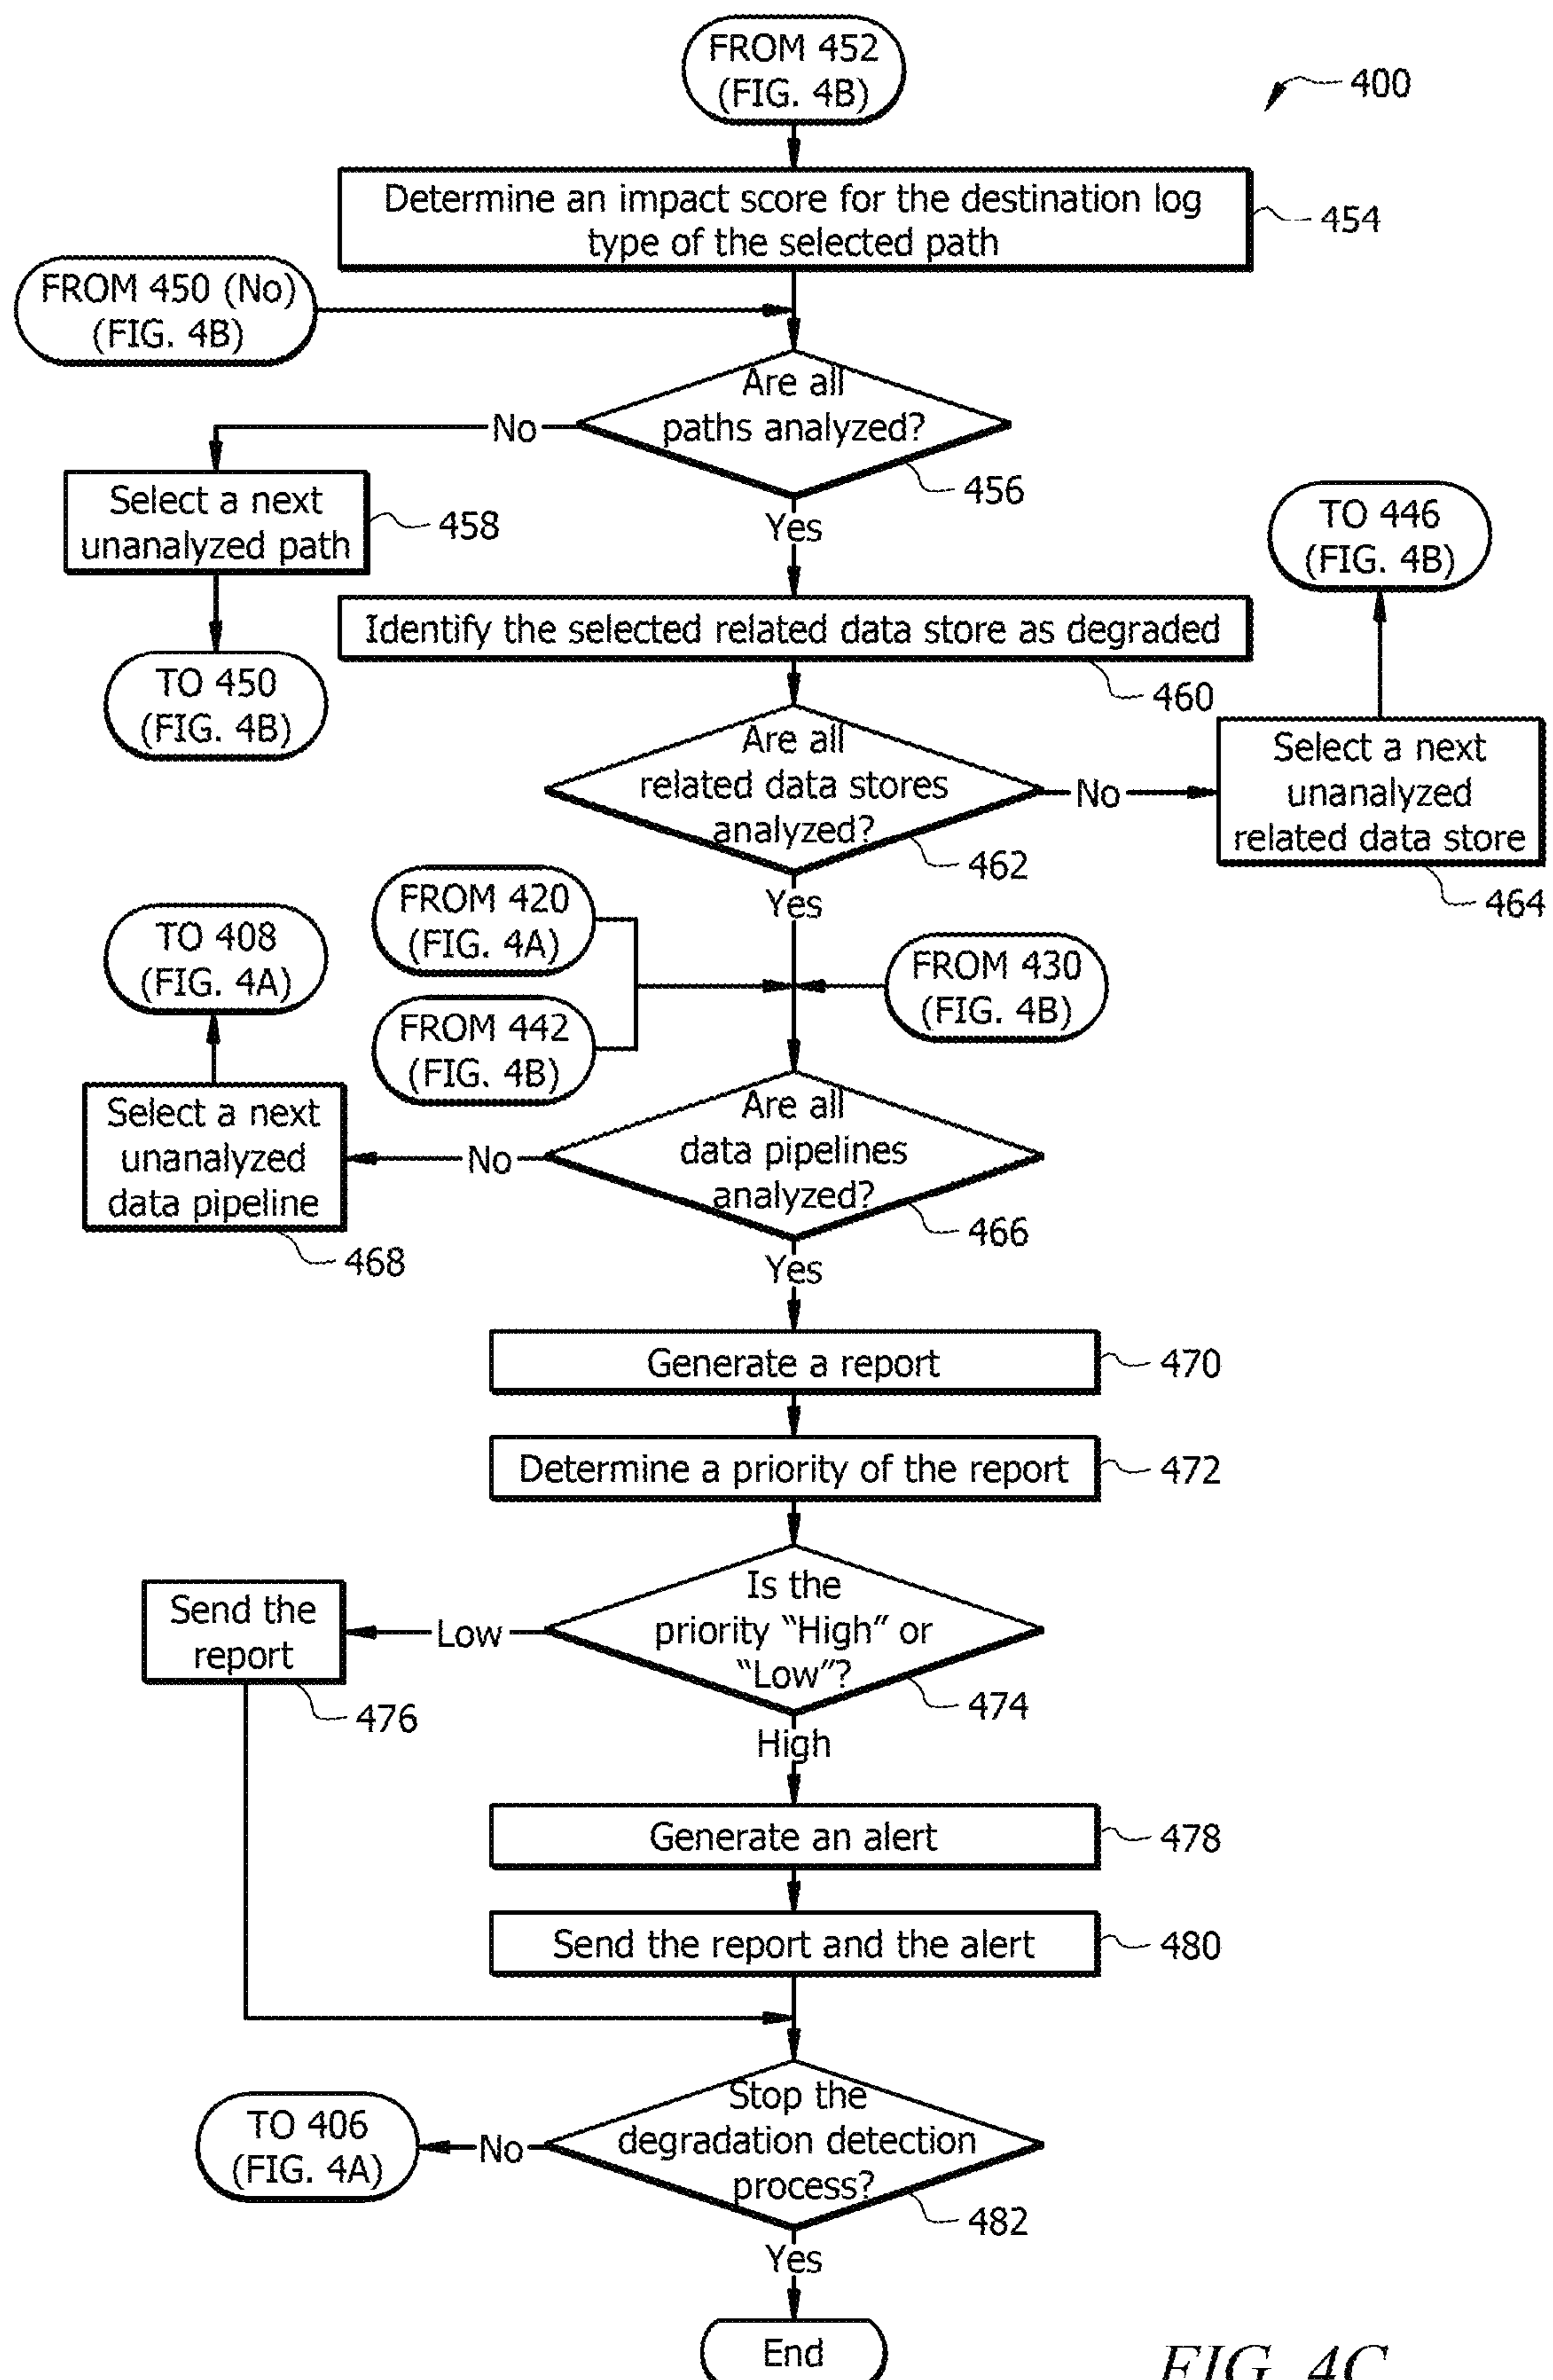 FROM 452
(FIG. 4B)
400
Determine an impact score for the destination log
type of the selected path
454
FROM 450 (No)
(FIG. 4B)
Are all
paths analyzed?
No
456
Yes
Select a next
unanalyzed path
458
TO 446
(FIG. 4B)
Identify the selected related data store as degraded
460
TO 450
(FIG. 4B)
Are all
related data stores
analyzed?
No
462
Yes
Select a next
unanalyzed
related data store
464
FROM 420
(FIG. 4A)
TO 408
(FIG. 4A)
FROM 430
(FIG. 4B)
FROM 442
(FIG. 4B)
Are all
data pipelines
analyzed?
No
466
Yes
Select a next
unanalyzed
data pipeline
468
Generate a report
470
Determine a priority of the report
472
Is the
priority “High” or
“Low”?
Low
474
High
Send the
report
476
Generate an alert
478
Send the report and the alert
480
Stop the
degradation detection
process?
No
482
Yes
TO 406
(FIG. 4A)
End
FIG. 4C